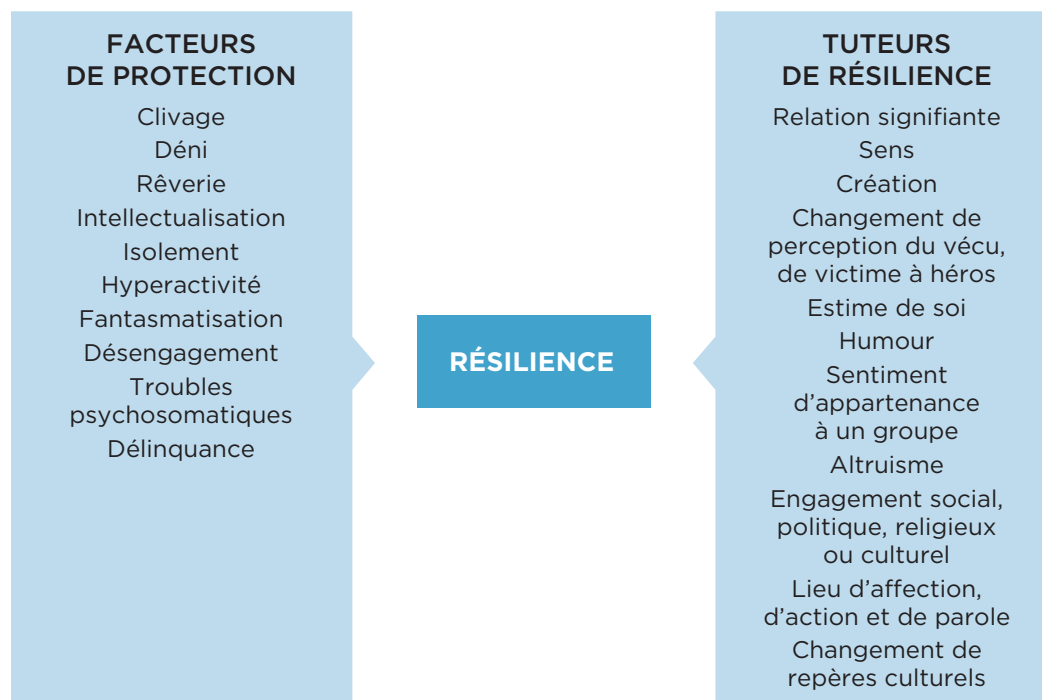 FACTEURS
DE PROTECTION
Clivage
Déni
Rêverie
Intellectualisation
Isolement
Hyperactivité
Fantasmatisation
Désengagement
Troubles
psychosomatiques
Délinquance
RÉSILIENCE
TUTEURS
DE RÉSILIENCE
Relation signifiante
Sens
Création
Changement de
perception du vécu,
de victime à héros
Estime de soi
Humour
Sentiment
d’appartenance
à un groupe
Altruisme
Engagement social,
politique, religieux
ou culturel
Lieu d’affection,
d’action et de parole
Changement de
repères culturels